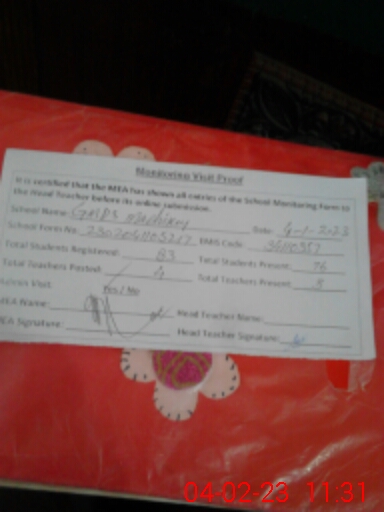 Monitoring Visit Proof
It is certified that the MEA has shown all entries of the School Monitoring Form to
the Head Teacher before its online submission.
School Name: GMPS Date: 4-1-2023
School Form No. EMIS Code
Total Students Registered: 83 Total Students Present: 76
Total Teachers Posted: Total Teachers Present: 3
Visit: Yes / No
MEA Name: Head Teacher Name:
MEA Signature: Head Teacher Signature:
04-02-23 11:31